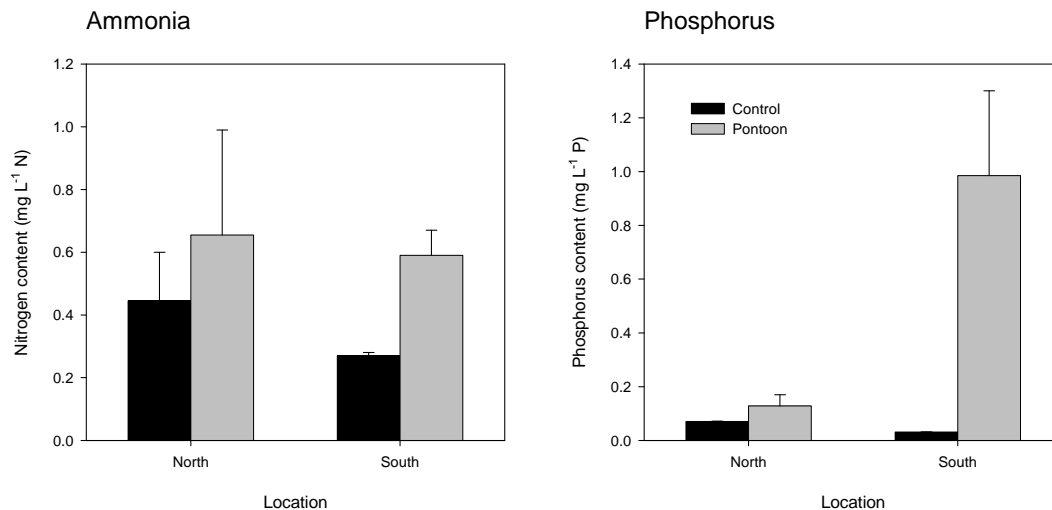 Ammonia
Nitrogen content (mg L⁻¹ N)
1.2
1.0
0.8
0.6
0.4
0.2
0.0
North South
Location
Phosphorus
Phosphorus content (mg L⁻¹ P)
1.4
1.2
1.0
0.8
0.6
0.4
0.2
0.0
Control
Pontoon
North South
Location